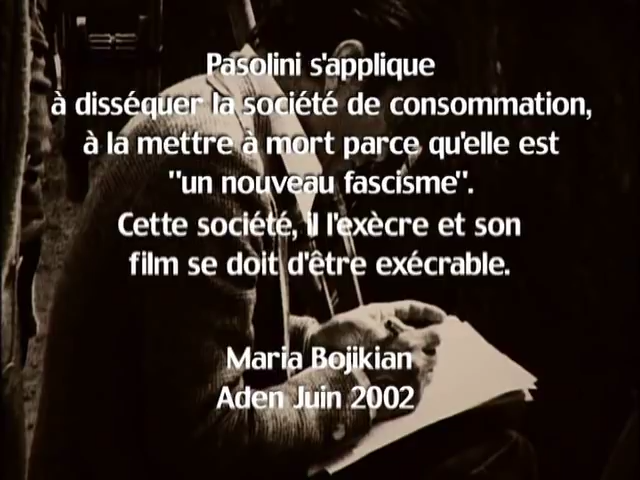 Pasolini s'applique
à disséquer la société de consommation,
à la mettre à mort parce qu'elle est
"un nouveau fascisme".
Cette société, il l'exècre et son
film se doit d'être exécrable.
Maria Bojikian
Aden Juin 2002